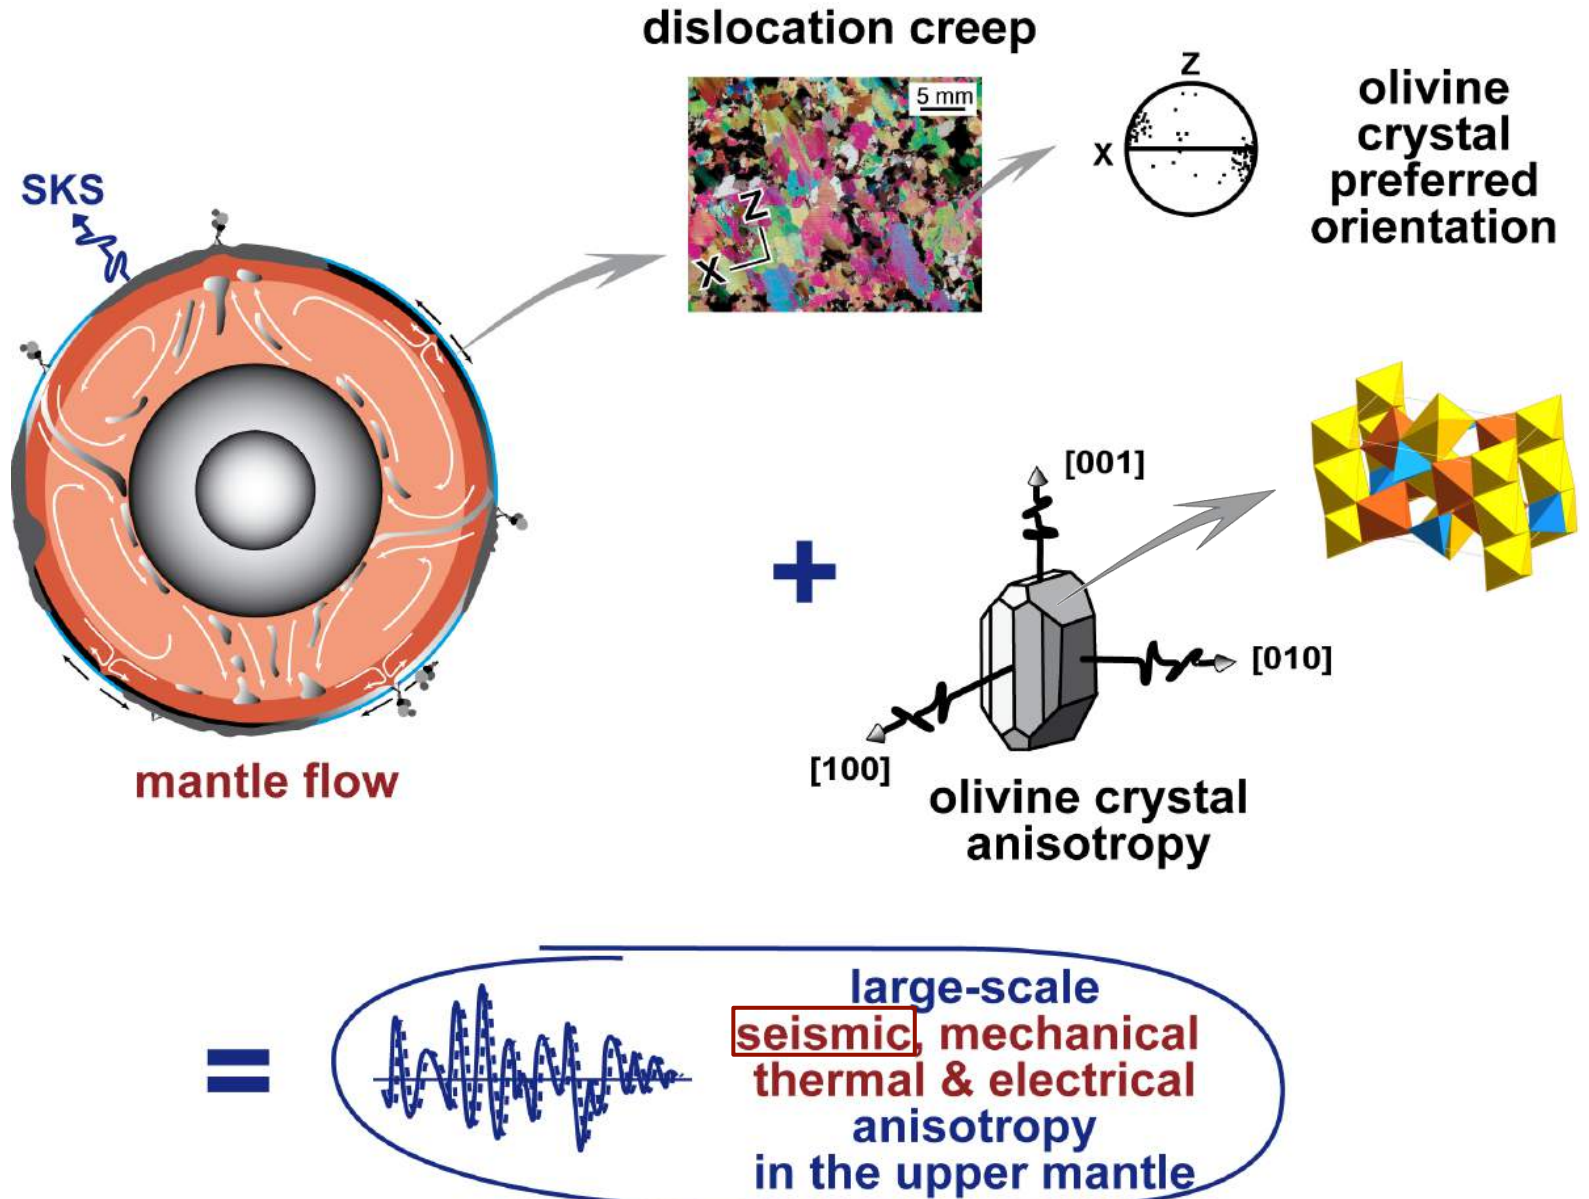 dislocation creep
5 mm
Z
X
Z
X
olivine
crystal
preferred
orientation
SKS
mantle flow
+
[001]
[010]
[100]
olivine crystal
anisotropy
=
large-scale
seismic, mechanical
thermal & electrical
anisotropy
in the upper mantle